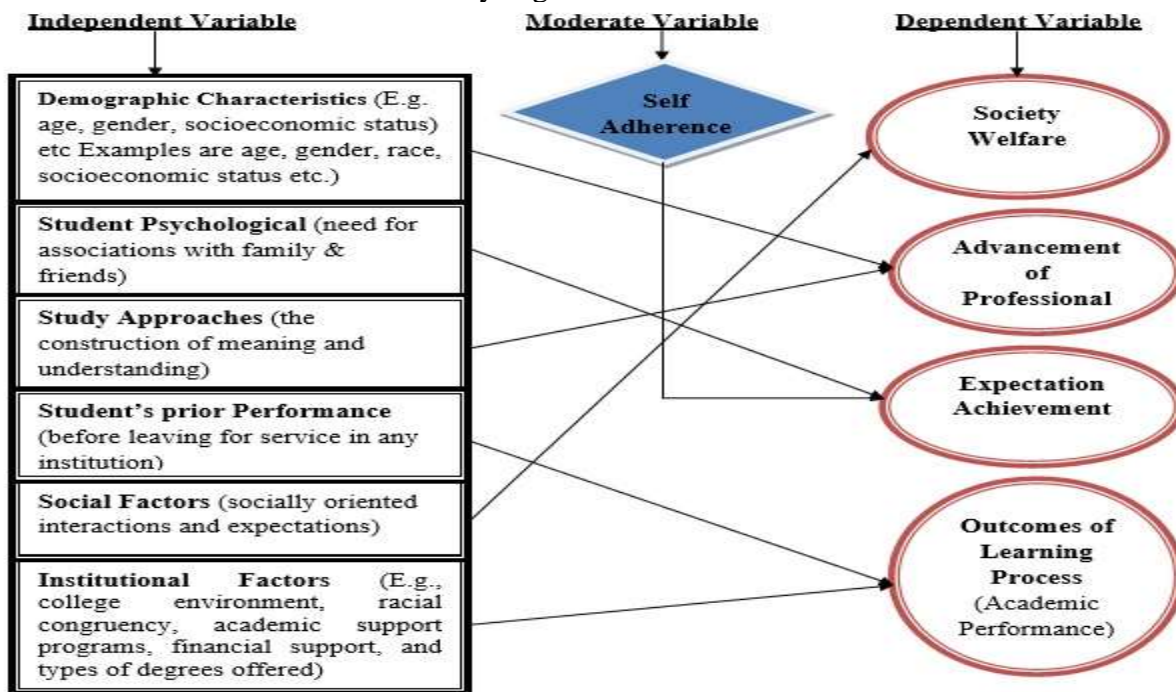 Independent Variable
Moderate Variable
Dependent Variable
Demographic Characteristics (E.g.
age, gender, socioeconomic status)
etc Examples are age, gender, race,
socioeconomic status etc.)
Student Psychological (need for
associations with family &
friends)
Study Approaches (the
construction of meaning and
understanding)
Student's prior Performance
(before leaving for service in any
institution)
Social Factors (socially oriented
interactions and expectations)
Institutional Factors (E.g.,
college environment, racial
congruency, academic support
programs, financial support, and
types of degrees offered)
Self
Adherence
Society
Welfare
Advancement
of
Professional
Expectation
Achievement
Outcomes of
Learning
Process
(Academic
Performance)